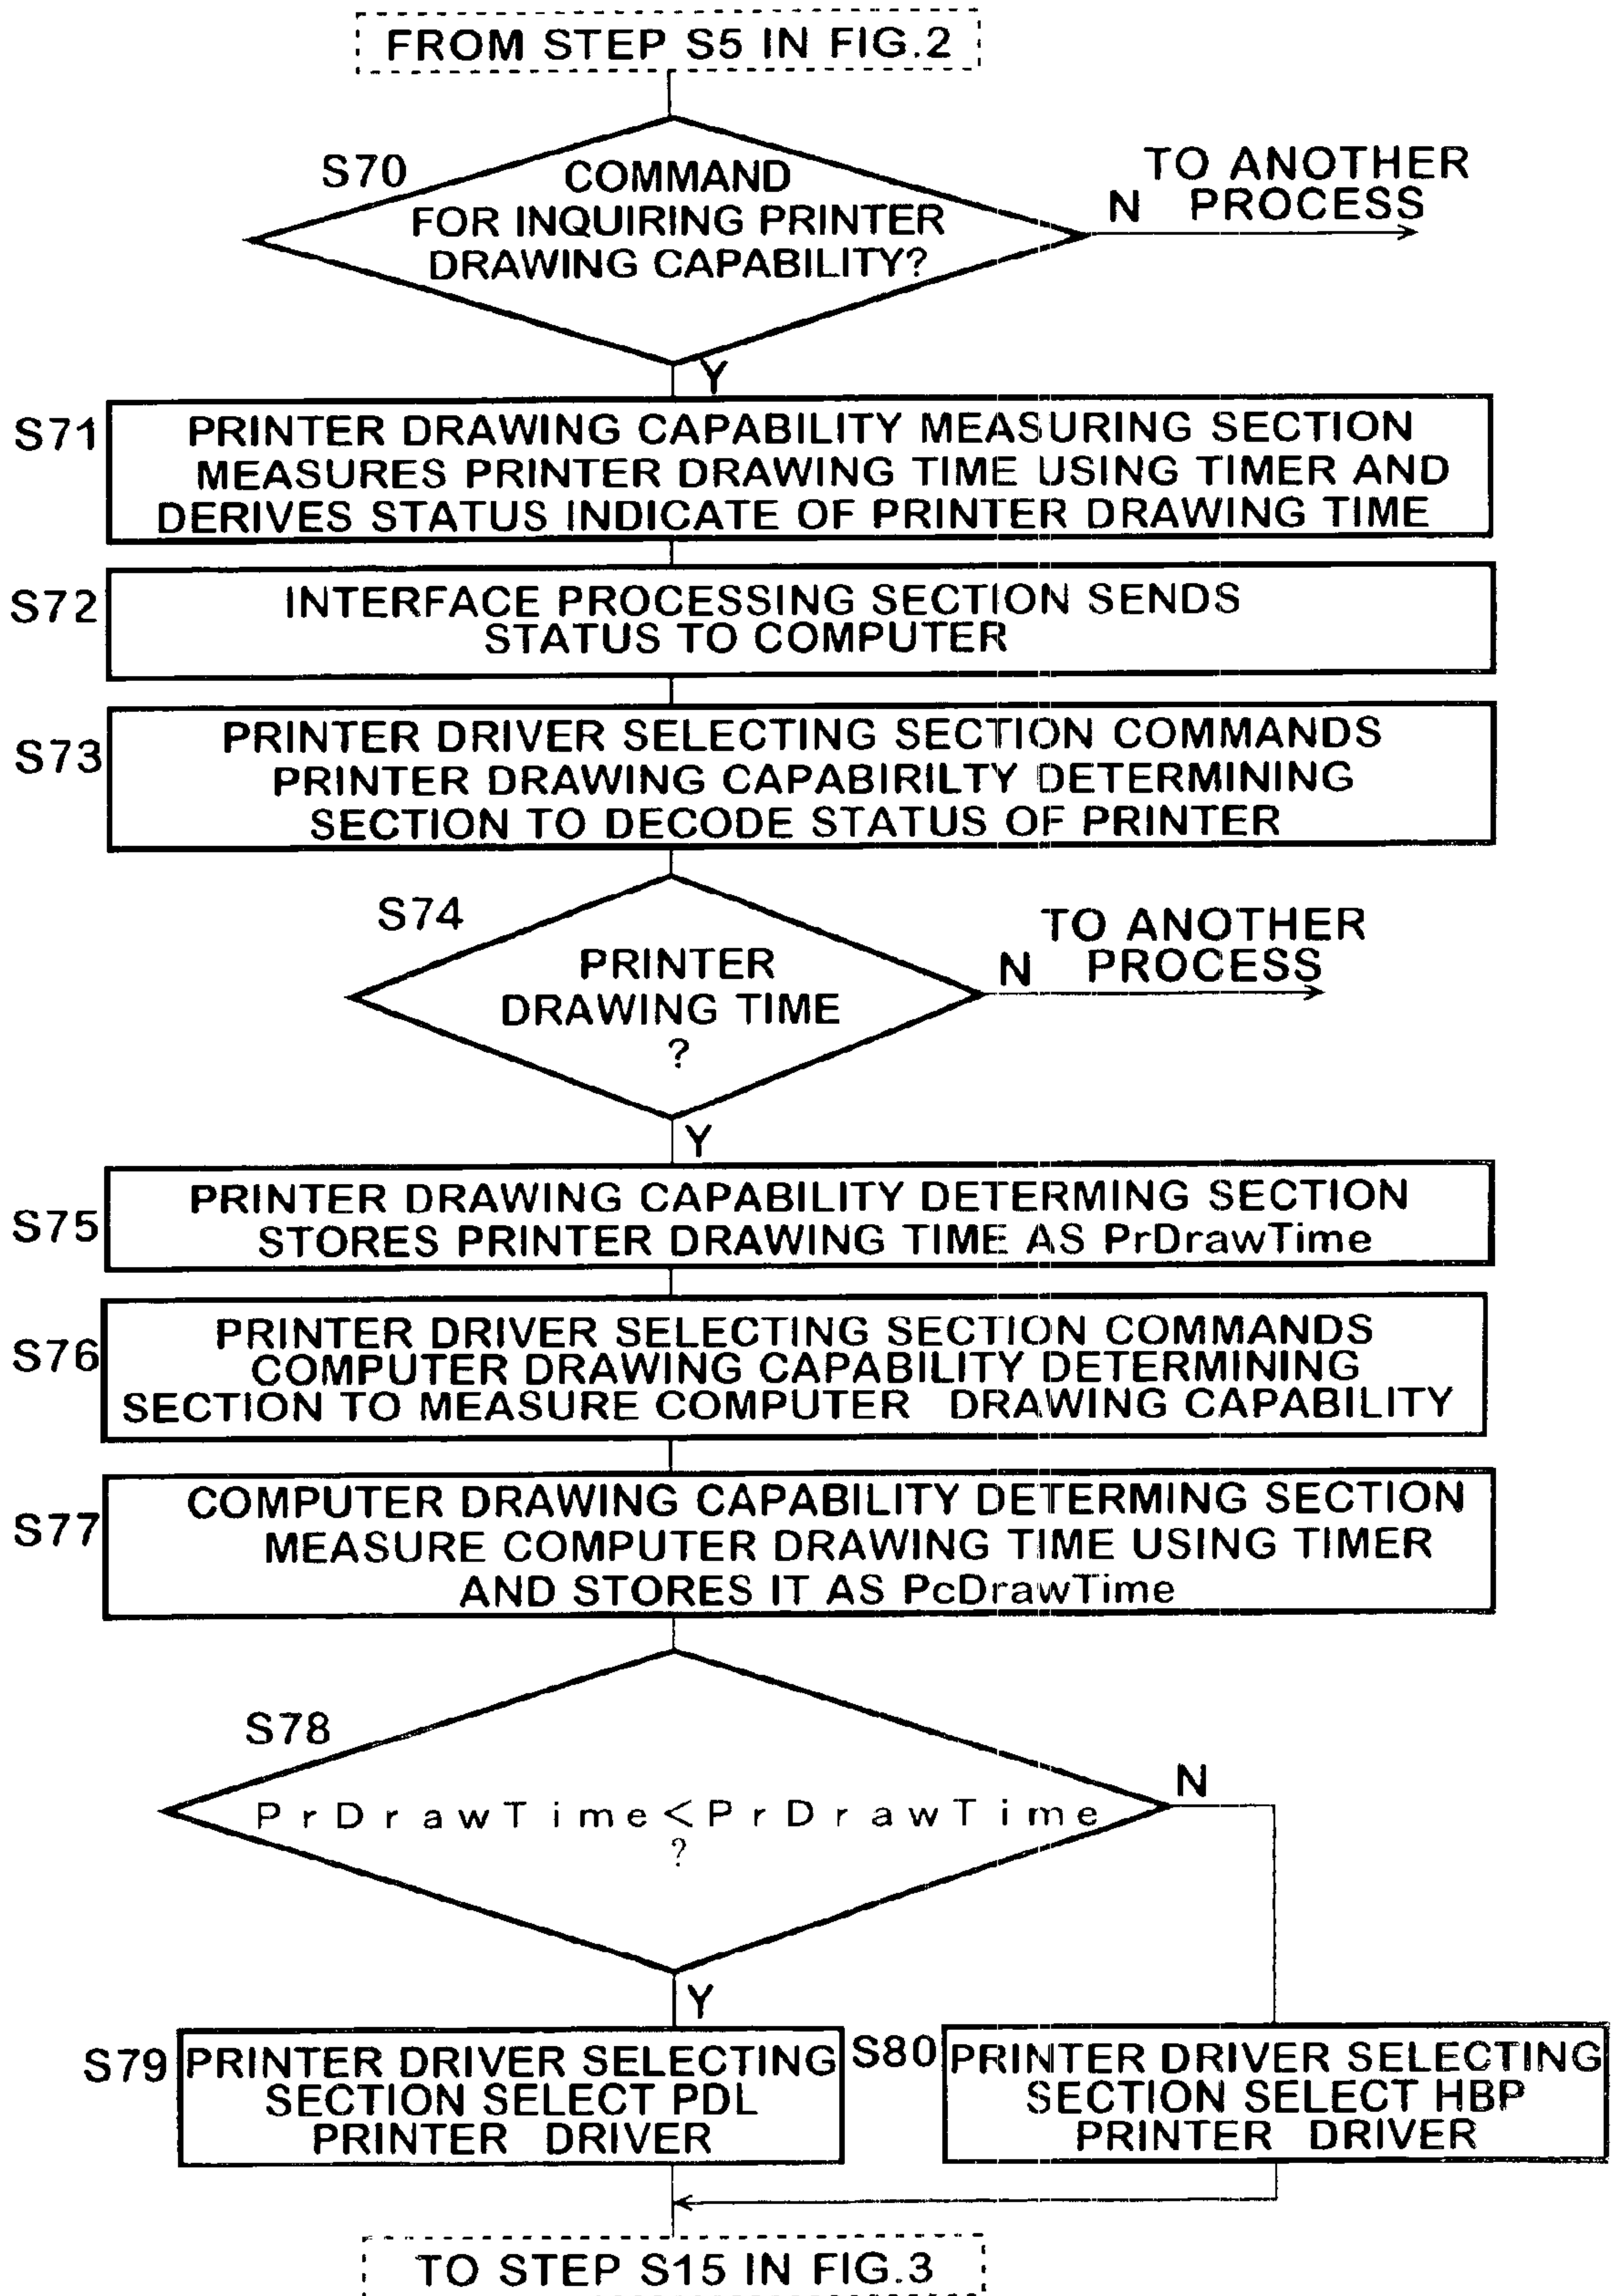 FROM STEP S5 IN FIG.2
S70
COMMAND
FOR INQUIRING PRINTER
DRAWING CAPABILITY?
TO ANOTHER
N PROCESS
Y
S71
PRINTER DRAWING CAPABILITY MEASURING SECTION
MEASURES PRINTER DRAWING TIME USING TIMER AND
DERIVES STATUS INDICATE OF PRINTER DRAWING TIME
S72
INTERFACE PROCESSING SECTION SENDS
STATUS TO COMPUTER
S73
PRINTER DRIVER SELECTING SECTION COMMANDS
PRINTER DRAWING CAPABIRILTY DETERMINING
SECTION TO DECODE STATUS OF PRINTER
S74
PRINTER
DRAWING TIME
?
TO ANOTHER
N PROCESS
Y
S75
PRINTER DRAWING CAPABILITY DETERMING SECTION
STORES PRINTER DRAWING TIME AS PrDrawTime
S76
PRINTER DRIVER SELECTING SECTION COMMANDS
COMPUTER DRAWING CAPABILITY DETERMINING
SECTION TO MEASURE COMPUTER DRAWING CAPABILITY
S77
COMPUTER DRAWING CAPABILITY DETERMING SECTION
MEASURE COMPUTER DRAWING TIME USING TIMER
AND STORES IT AS PcDrawTime
S78
PrDrawTime<PrDrawTime
?
N
Y
S79
PRINTER DRIVER SELECTING
SECTION SELECT PDL
PRINTER DRIVER
S80
PRINTER DRIVER SELECTING
SECTION SELECT HBP
PRINTER DRIVER
TO STEP S15 IN FIG.3